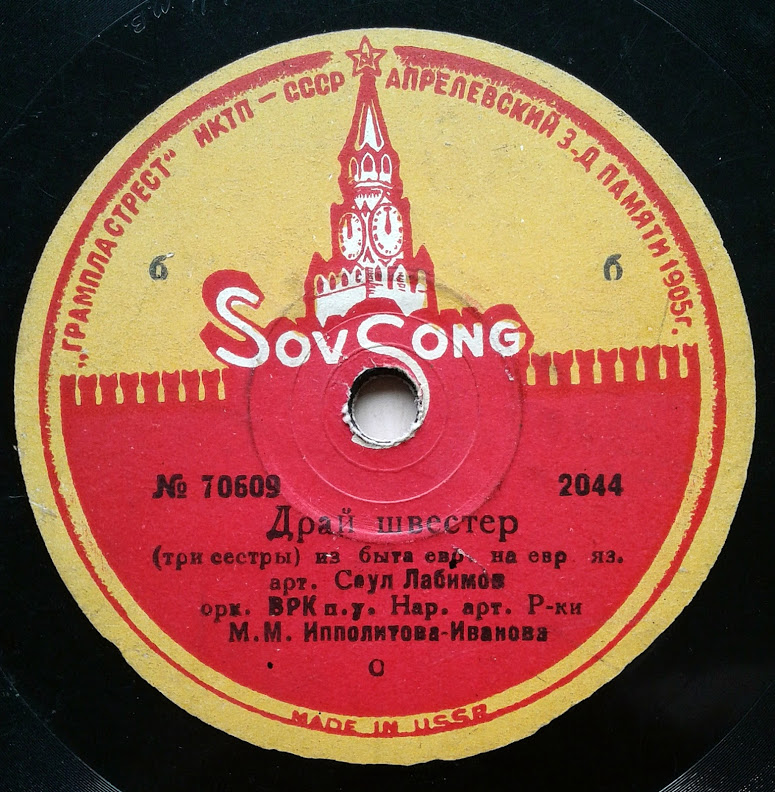 „ГРАМПЛАСТРЕСТ" НКТП – СССР АПРЕЛЕВСКИЙ З-Д ПАМЯТИ 1905г.
б б
SOVSONG
№ 70609 2044
Драй швестер
(три сестры) из быта евр на евр яз.
арт. Саул Лабимов
орк. ВРК п.у. Нар. арт. Р-ки
М.М. Ипполитова-Иванова
О
MADE IN USSR